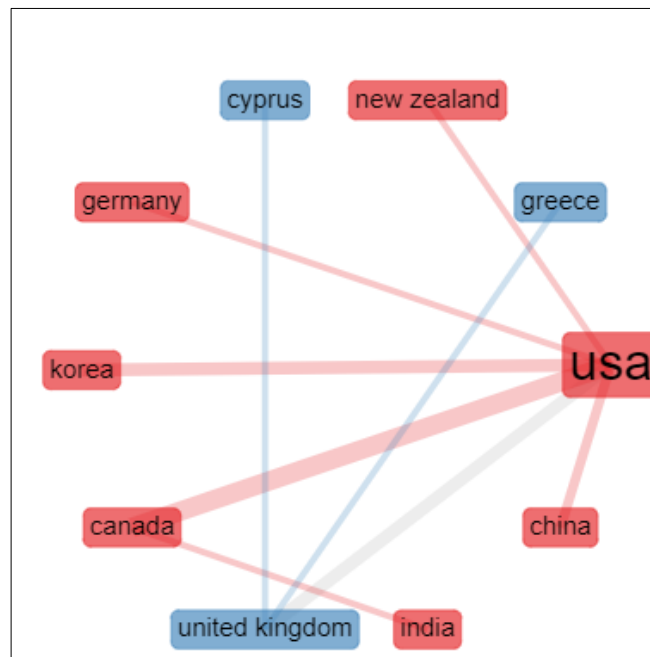 cyprus
new zealand
germany
greece
korea
usa
canada
china
united kingdom
india